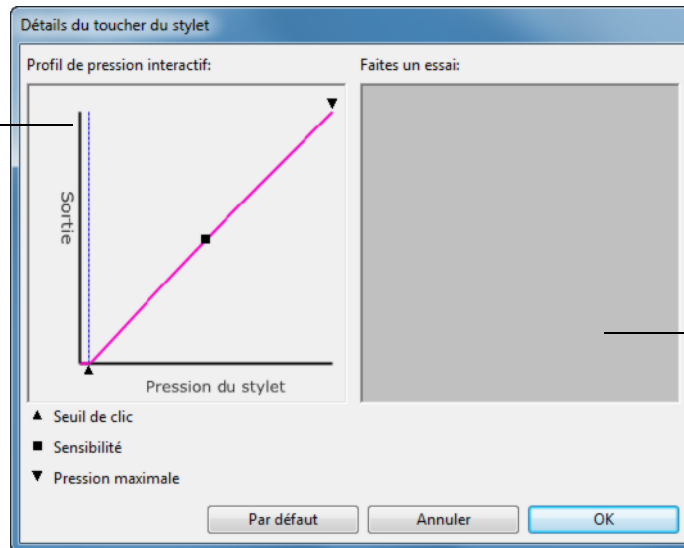 Détails du toucher du stylet
Profil de pression interactif:
Faites un essai:
Sortie
Pression du stylet
Seuil de clic
Sensibilité
Pression maximale
Par défaut
Annuler
OK